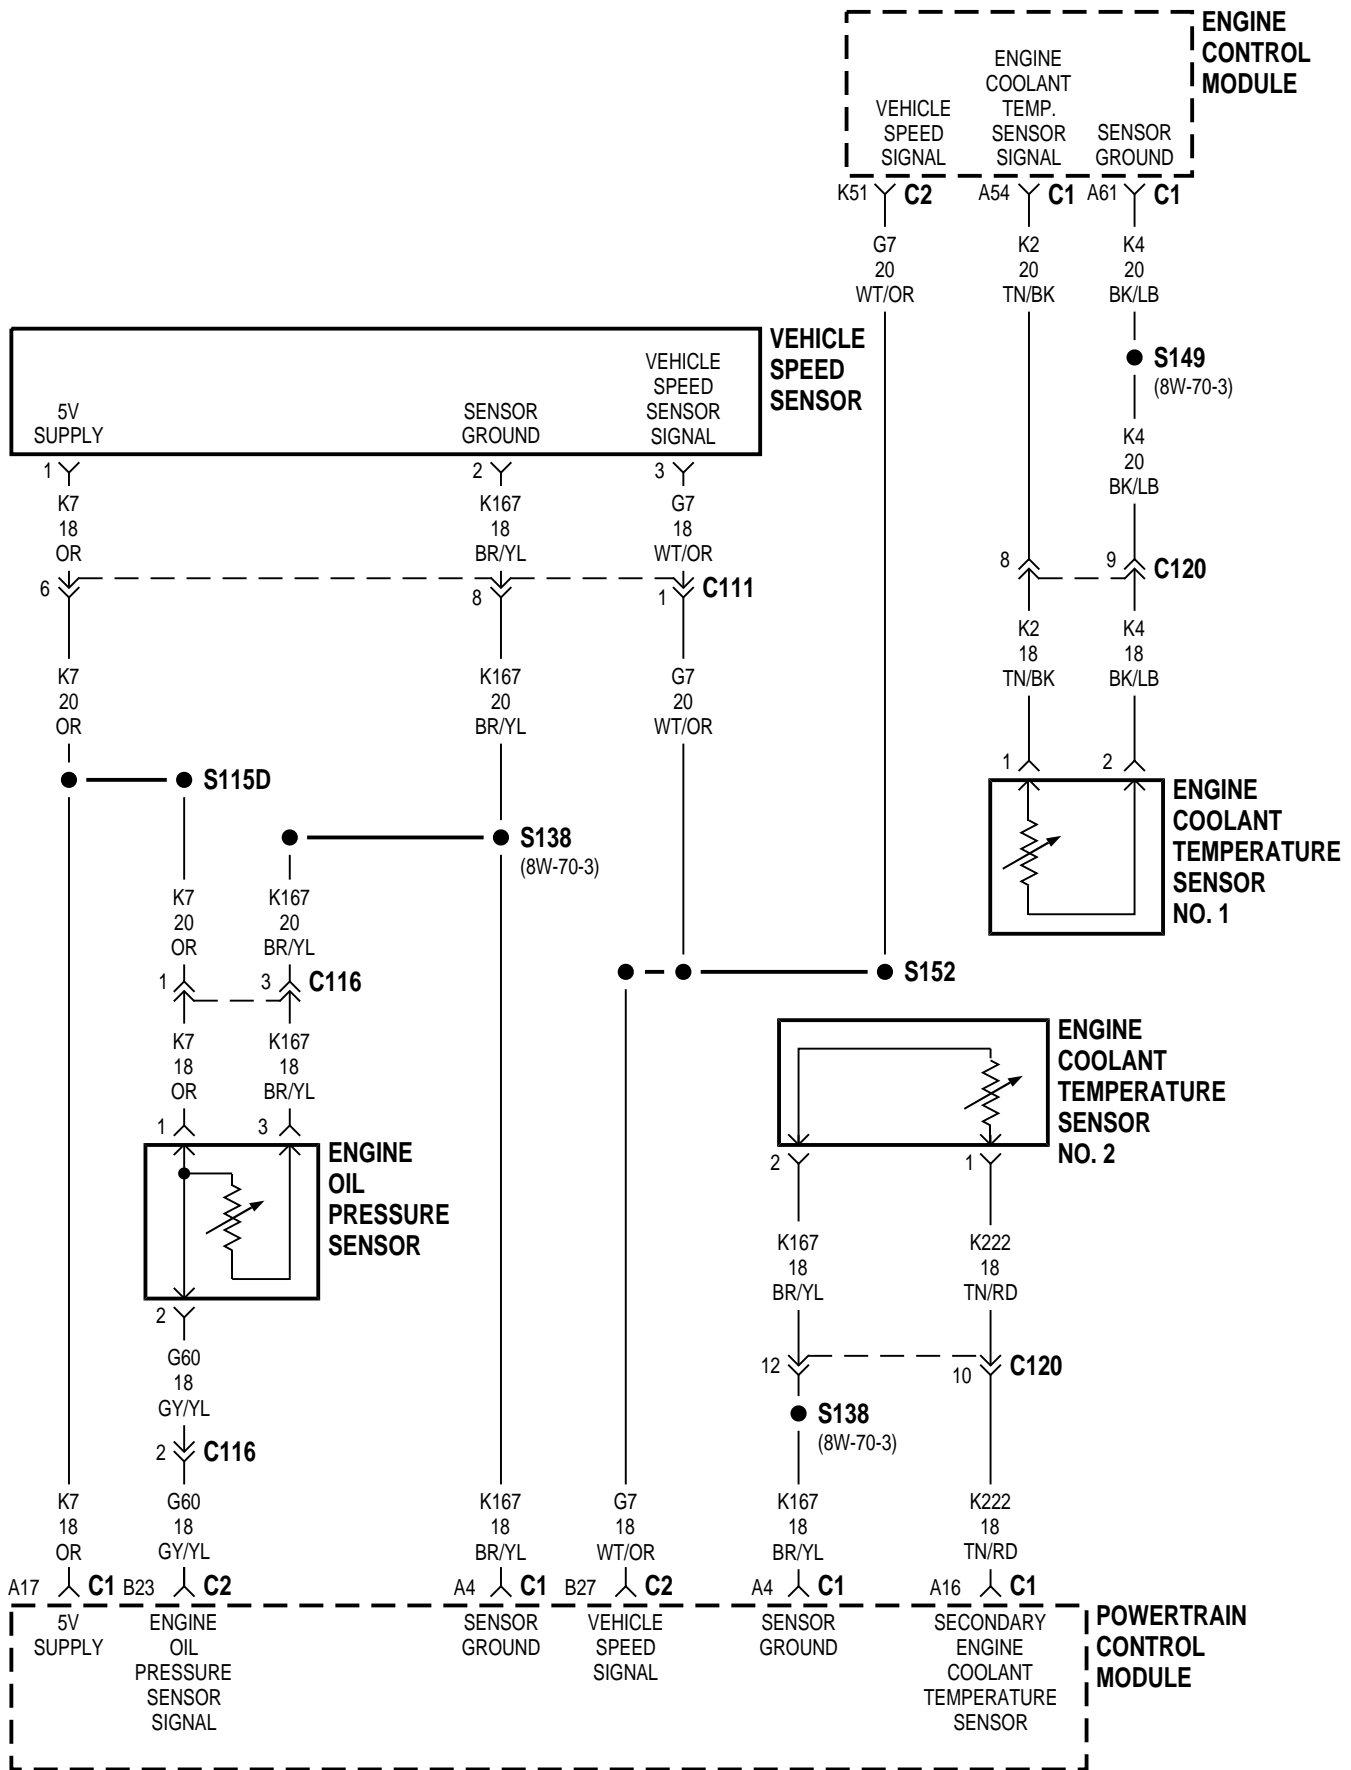 ENGINE
CONTROL
MODULE
ENGINE
COOLANT
TEMP.
SENSOR
SIGNAL
VEHICLE
SPEED
SIGNAL
SENSOR
GROUND
K51 C2 A54 C1 A61 C1
G7 K2 K4
20 20 20
WT/OR TN/BK BK/LB
S149
(8W-70-3)
K4
20
BK/LB
VEHICLE
SPEED
SENSOR
5V
SUPPLY
SENSOR
GROUND
VEHICLE
SPEED
SENSOR
SIGNAL
1 2 3
K7 K167 G7
18 18 18
OR BR/YL WT/OR
6 8 1 C111
8 9 C120
K2 K4
18 18
TN/BK BK/LB
K7 K167 G7
20 20 20
OR BR/YL WT/OR
1 2
S115D
ENGINE
COOLANT
TEMPERATURE
SENSOR
NO. 1
S138
(8W-70-3)
K7 K167
20 20
OR BR/YL
1 3 C116
S152
K7 K167
18 18
OR BR/YL
1 3
ENGINE
COOLANT
TEMPERATURE
SENSOR
NO. 2
2 1
ENGINE
OIL
PRESSURE
SENSOR
K167 K222
18 18
BR/YL TN/RD
2
G60
18
GY/YL
12 10 C120
S138
(8W-70-3)
2 C116
K7 G60 K167 G7 K167 K222
18 18 18 18 18 18
OR GY/YL BR/YL WT/OR BR/YL TN/RD
A17 C1 B23 C2 A4 C1 B27 C2 A4 C1 A16 C1
5V
SUPPLY
ENGINE
OIL
PRESSURE
SENSOR
SIGNAL
SENSOR
GROUND
VEHICLE
SPEED
SIGNAL
SENSOR
GROUND
SECONDARY
ENGINE
COOLANT
TEMPERATURE
SENSOR
POWERTRAIN
CONTROL
MODULE